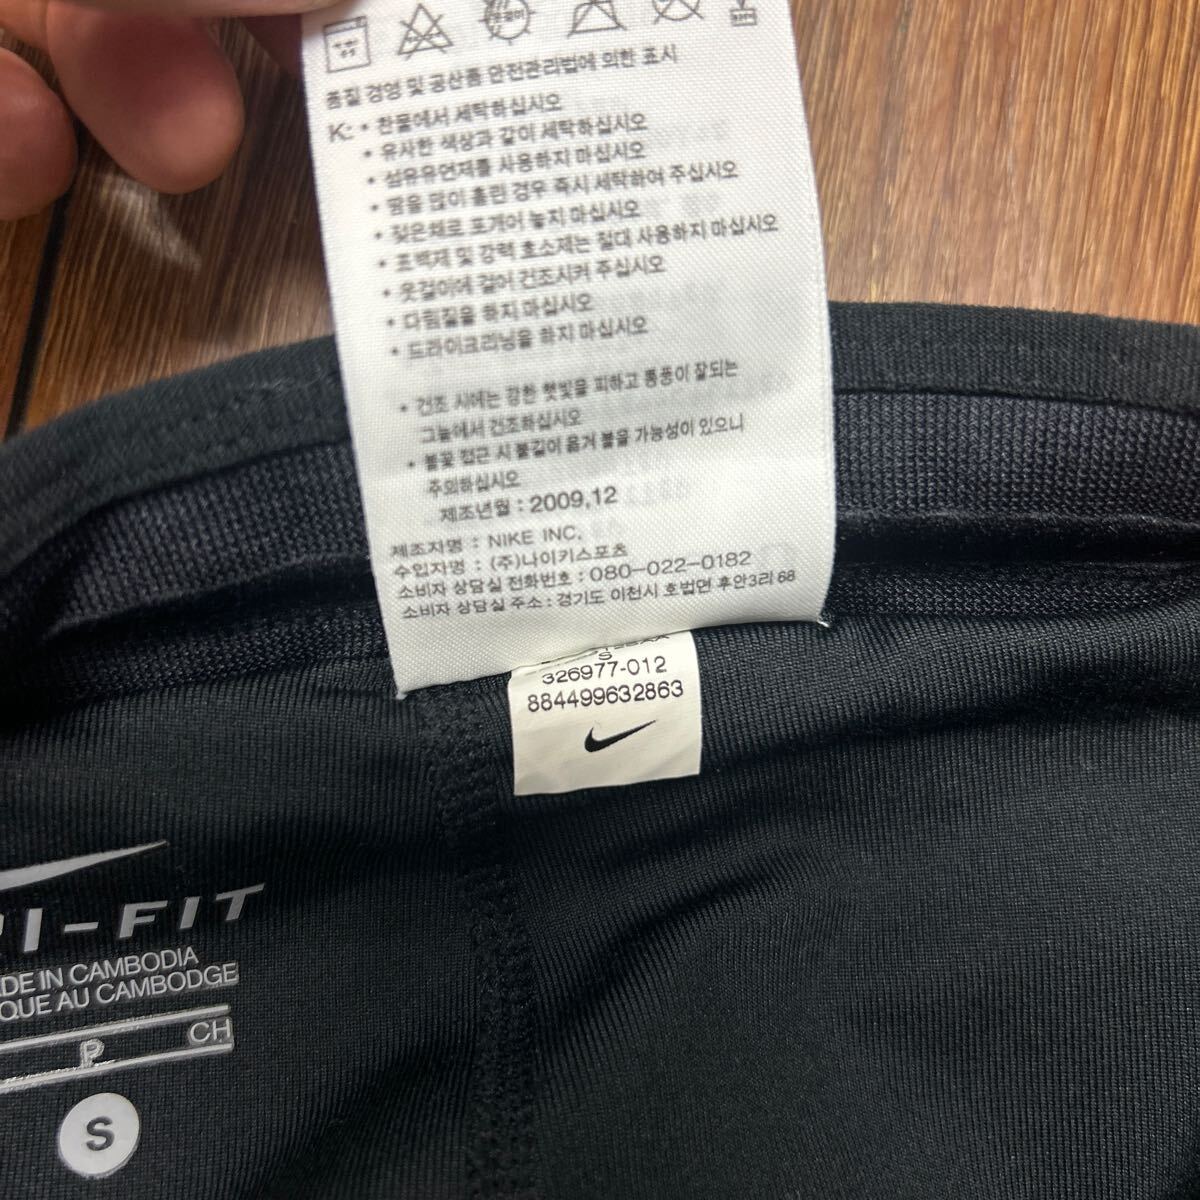 품질 경영 및 공산품 안전관리법에 의한 표시
K: • 찬물에서 세탁하십시오
• 유사한 색상과 같이 세탁하십시오
• 섬유유연제를 사용하지 마십시오
• 땀을 많이 흘린 경우 즉시 세탁하여 주십시오
• 젖은채로 포개어 놓지 마십시오
• 표백제 및 강력 효소제는 절대 사용하지 마십시오
• 옷걸이에 걸어 건조시켜 주십시오
• 다림질을 하지 마십시오
• 드라이크리닝을 하지 마십시오
• 건조 시에는 강한 햇빛을 피하고 통풍이 잘되는
그늘에서 건조하십시오
• 불꽃 접근 시 불길이 옮겨 붙을 가능성이 있으니
주의하십시오
제조년월 : 2009,12
제조자명 : NIKE INC,
수입자명 : (주)나이키스포츠
소비자 상담실 전화번호 : 080-022-0182
소비자 상담실 주소 : 경기도 이천시 호법면 후안3리 68
S
326977-012
884499632863
RI-FIT
DE IN CAMBODIA
QUE AU CAMBODGE
P CH
S